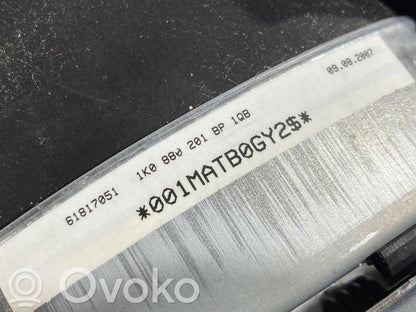 61817051 1K0 880 201 BP 1QB 09.08.2007
*001MATB0GY2$*
OVOKO